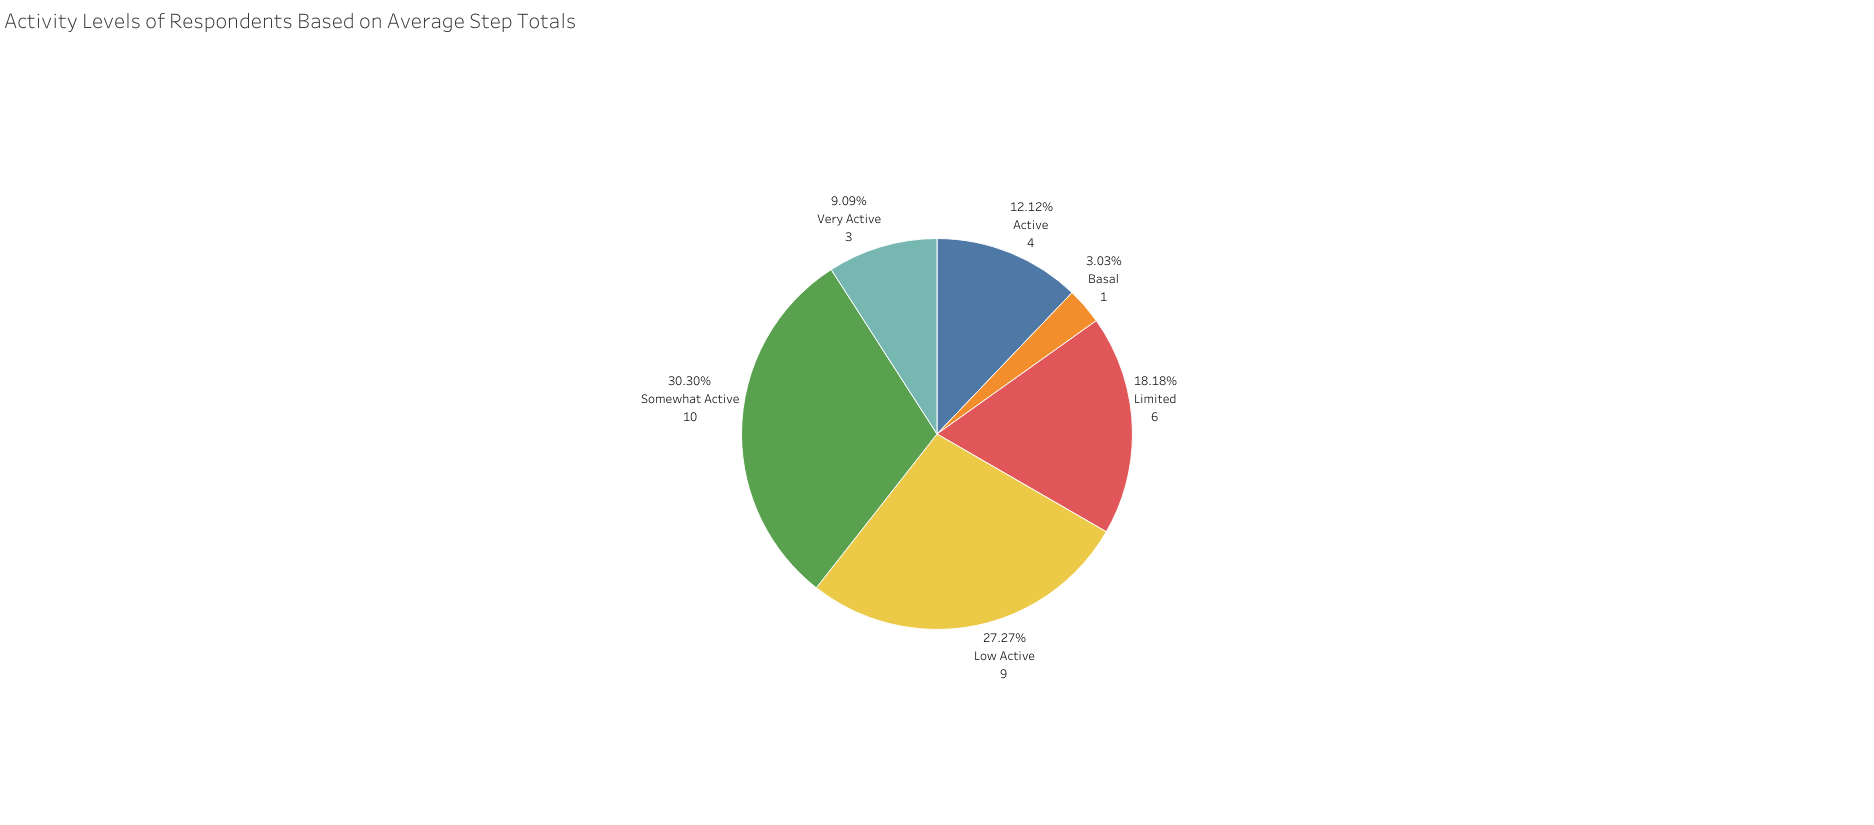 Activity Levels of Respondents Based on Average Step Totals
9.09%
Very Active
3
12.12%
Active
4
3.03%
Basal
1
30.30%
Somewhat Active
10
18.18%
Limited
6
27.27%
Low Active
9